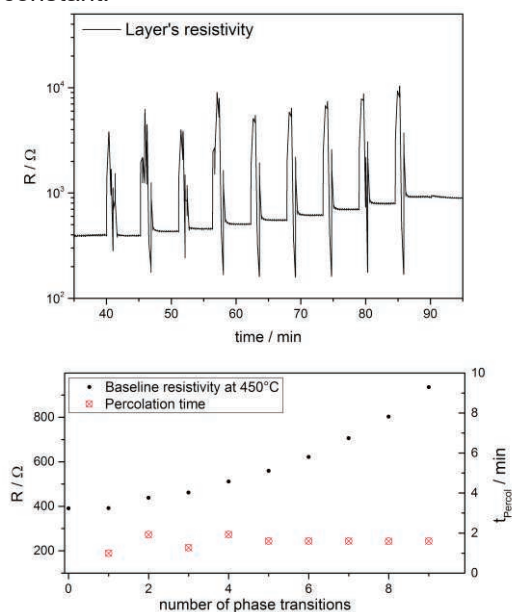 Layer's resistivity
R / Ω
10⁴
10³
10²
40 50 60 70 80 90
time / min
Baseline resistivity at 450°C
Percolation time
R / Ω
800
600
400
200
10
8
6
4
2
0
t_Percol / min
0 2 4 6 8
number of phase transitions